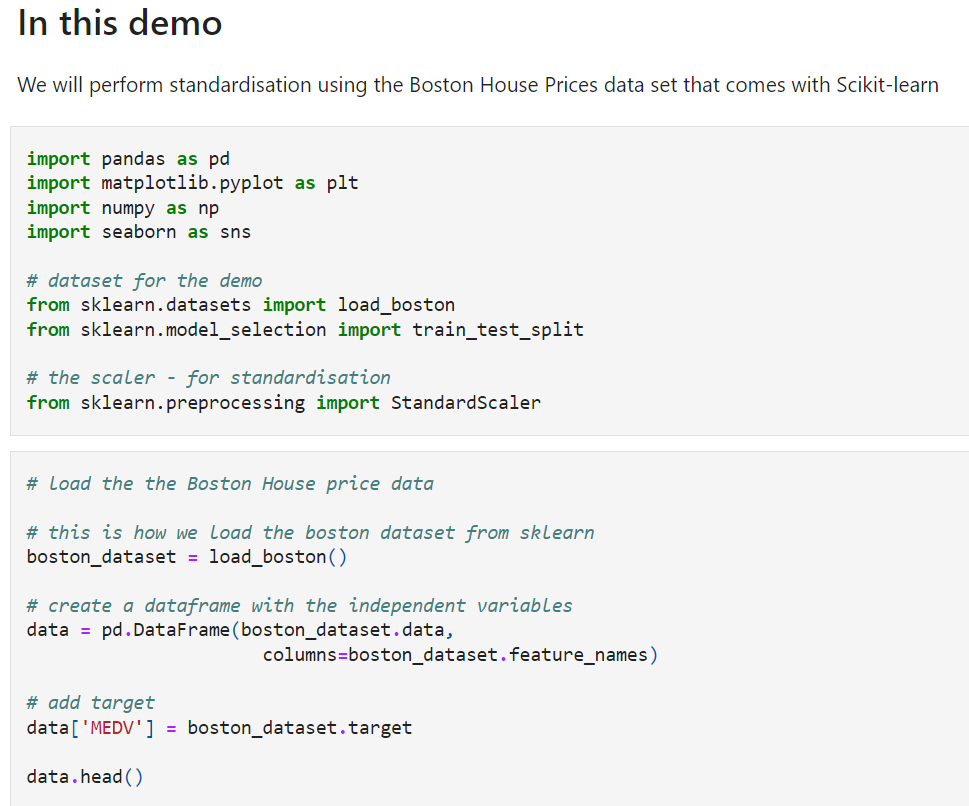 In this demo
We will perform standardisation using the Boston House Prices data set that comes with Scikit-learn
import pandas as pd
import matplotlib.pyplot as plt
import numpy as np
import seaborn as sns
# dataset for the demo
from sklearn.datasets import load_boston
from sklearn.model_selection import train_test_split
# the scaler - for standardisation
from sklearn.preprocessing import StandardScaler
# load the the Boston House price data
# this is how we load the boston dataset from sklearn
boston_dataset = load_boston()
# create a dataframe with the independent variables
data = pd.DataFrame(boston_dataset.data,
columns=boston_dataset.feature_names)
# add target
data['MEDV'] = boston_dataset.target
data.head()